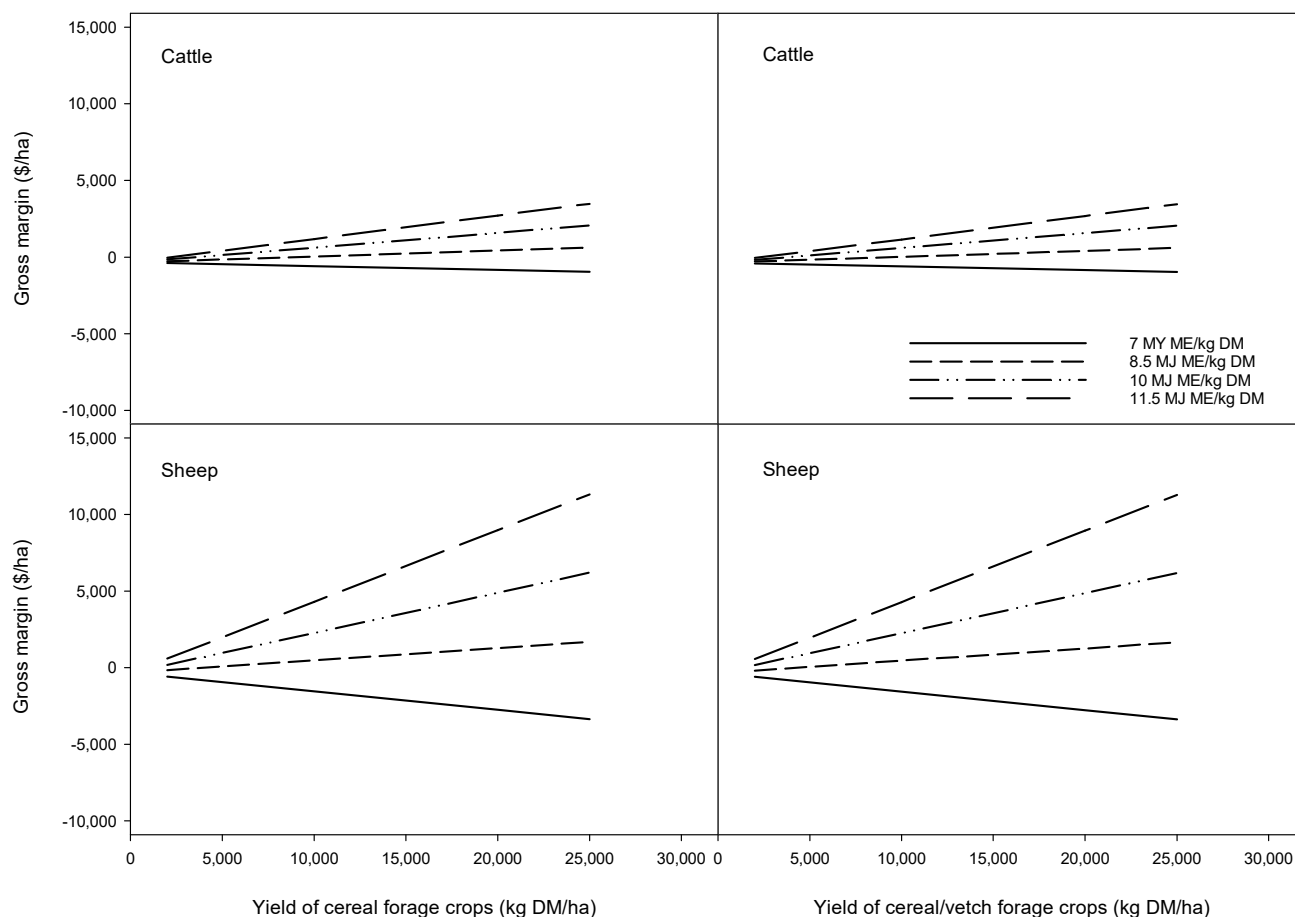 15,000
Cattle
Cattle
10,000
5,000
0
-5,000
-10,000
Gross margin ($/ha)
7 MY ME/kg DM
8.5 MJ ME/kg DM
10 MJ ME/kg DM
11.5 MJ ME/kg DM
15,000
Sheep
Sheep
10,000
5,000
0
-5,000
-10,000
Gross margin ($/ha)
0 5,000 10,000 15,000 20,000 25,000 30,000 0 5,000 10,000 15,000 20,000 25,000 30,000
Yield of cereal forage crops (kg DM/ha)
Yield of cereal/vetch forage crops (kg DM/ha)